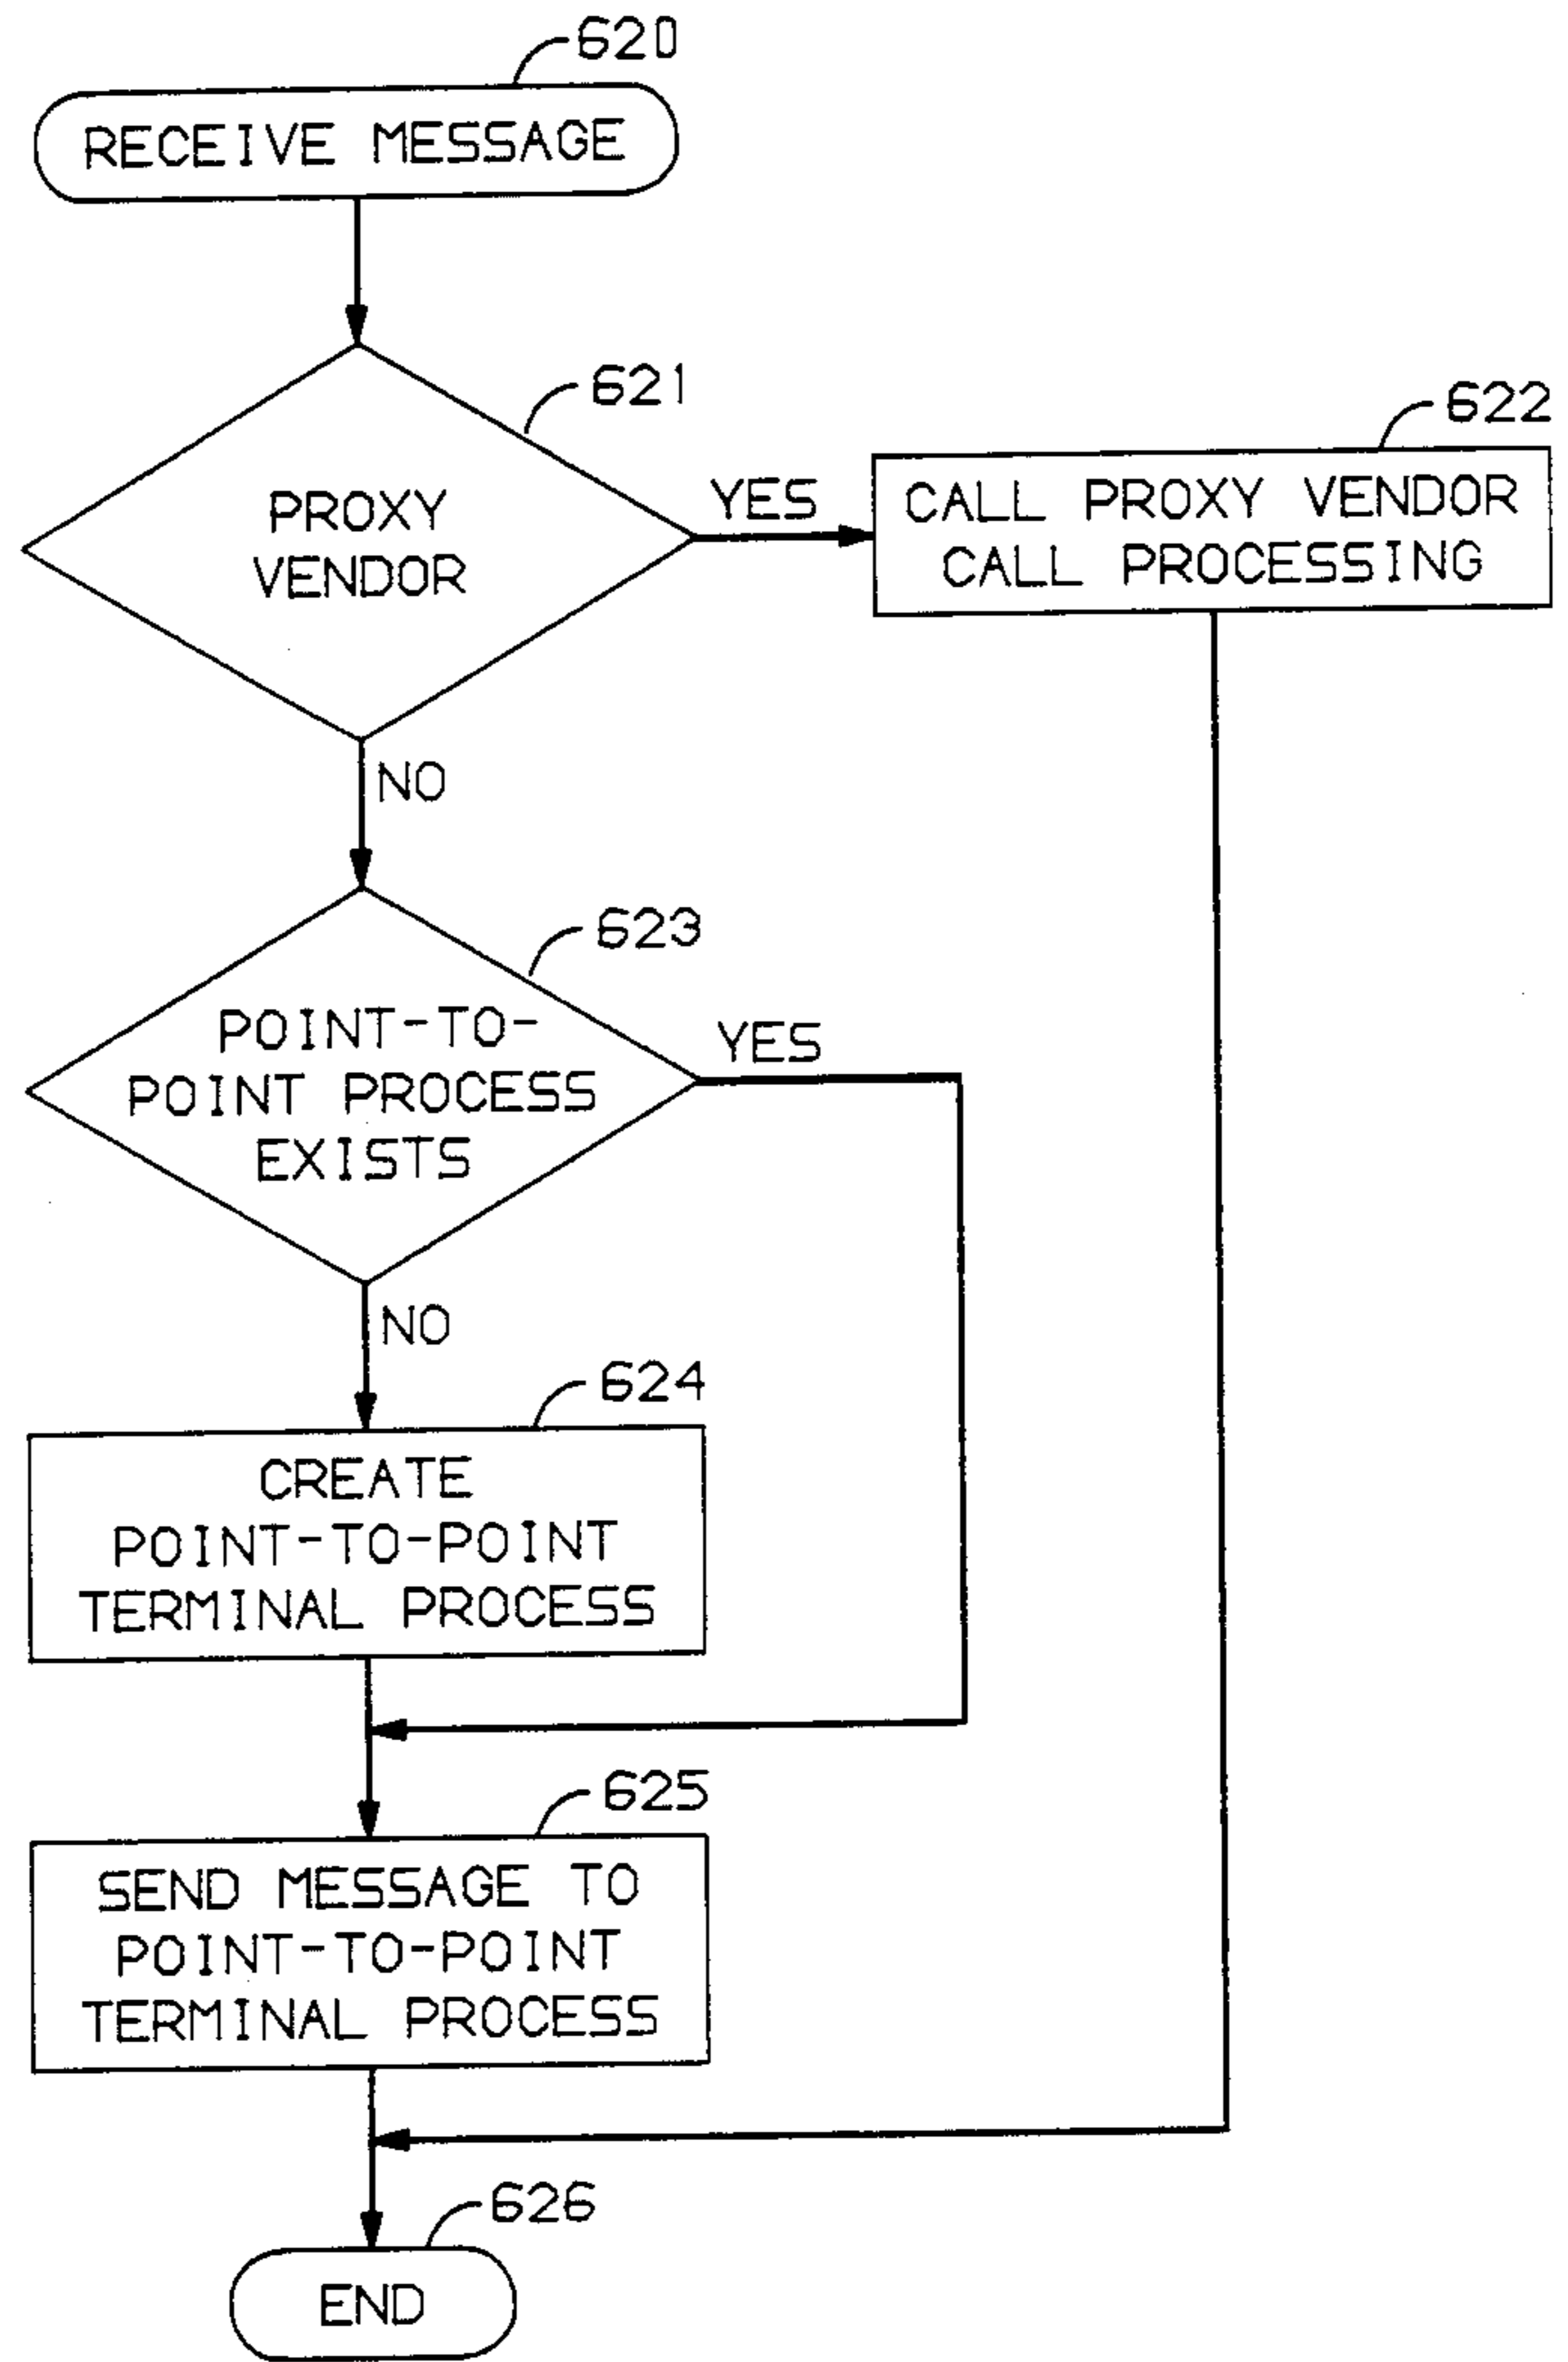 620
RECEIVE MESSAGE
621
PROXY
VENDOR
YES
622
CALL PROXY VENDOR
CALL PROCESSING
NO
623
POINT-TO-
POINT PROCESS
EXISTS
YES
NO
624
CREATE
POINT-TO-POINT
TERMINAL PROCESS
625
SEND MESSAGE TO
POINT-TO-POINT
TERMINAL PROCESS
626
END